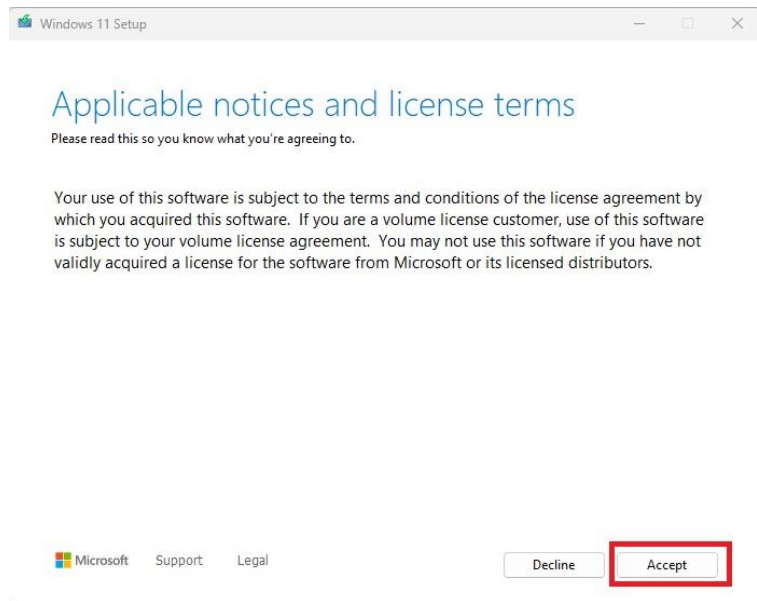 Windows 11 Setup
Applicable notices and license terms
Please read this so you know what you're agreeing to.
Your use of this software is subject to the terms and conditions of the license agreement by
which you acquired this software.  If you are a volume license customer, use of this software
is subject to your volume license agreement.  You may not use this software if you have not
validly acquired a license for the software from Microsoft or its licensed distributors.
Microsoft Support Legal Decline Accept